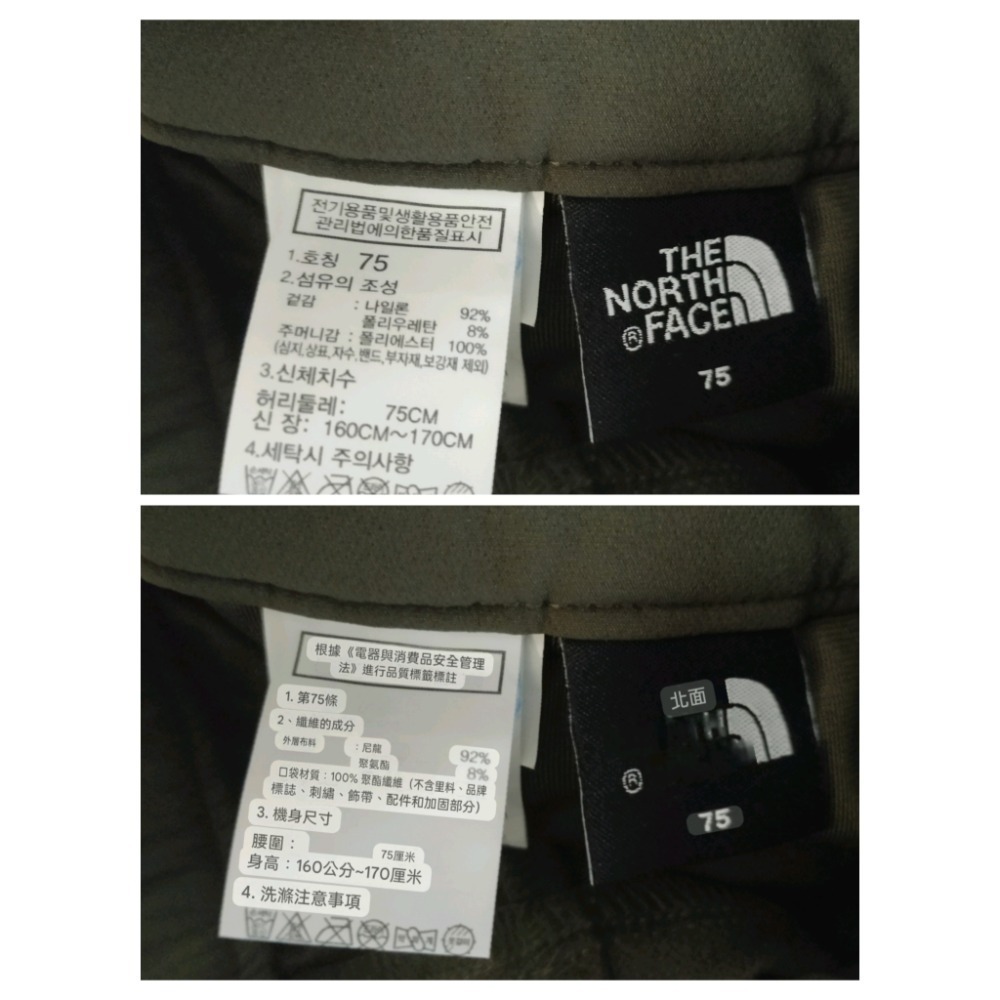 전기용품및생활용품안전
관리법에의한품질표시
1.호칭 75
2.섬유의 조성
겉감 : 나일론 92%
폴리우레탄 8%
주머니감 : 폴리에스터 100%
(심지,상표,자수,밴드,부자재,보강재 제외)
3.신체치수
허리둘레: 75CM
신 장: 160CM~170CM
4.세탁시 주의사항
THE
NORTH
FACE
®
75
根據《電器與消費品安全管理
法》進行品質標籤標註
1. 第75條
2、纖維的成分
外層布料 : 尼龍 92%
聚氨酯 8%
口袋材質:100% 聚酯纖維(不含里料、品牌
標誌、刺繡、飾帶、配件和加固部分)
3. 機身尺寸
腰圍: 75厘米
身高:160公分~170厘米
4. 洗滌注意事項
北面
®
75